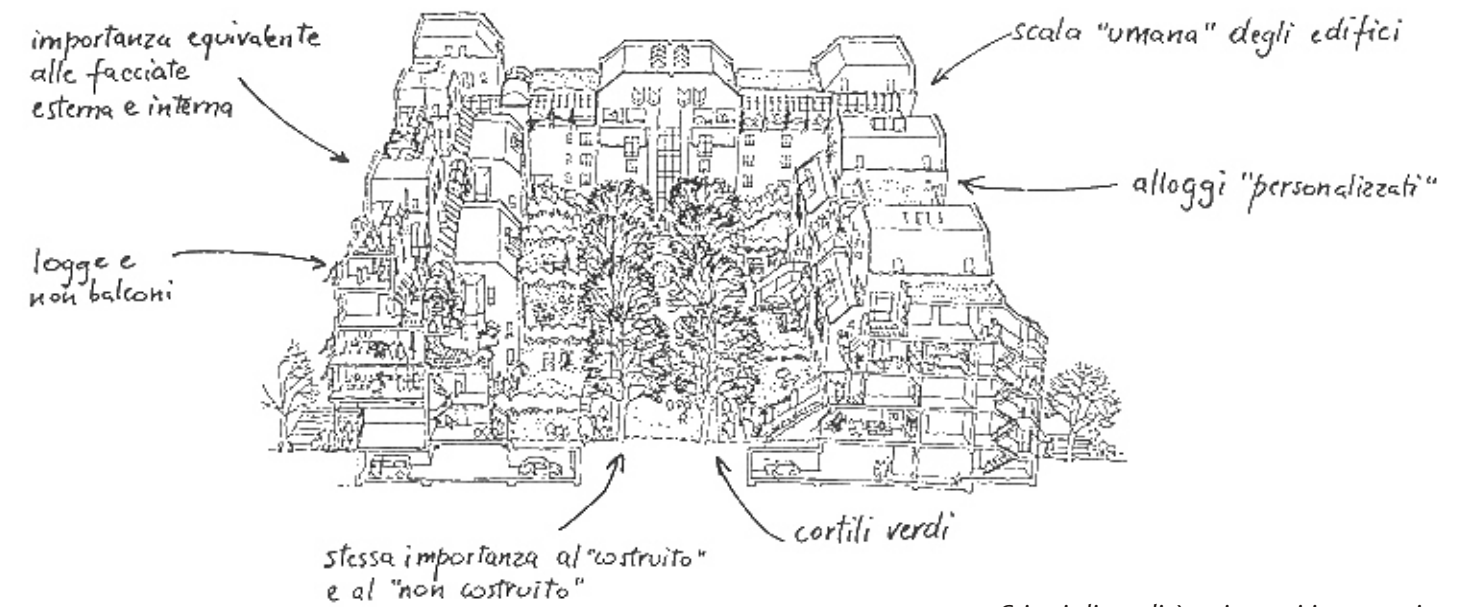 importanza equivalente
alle facciate
esterna e interna
scala "umana" degli edifici
alloggi "personalizzati"
logge e
non balconi
cortili verdi
stessa importanza al "costruito"
e al "non costruito"